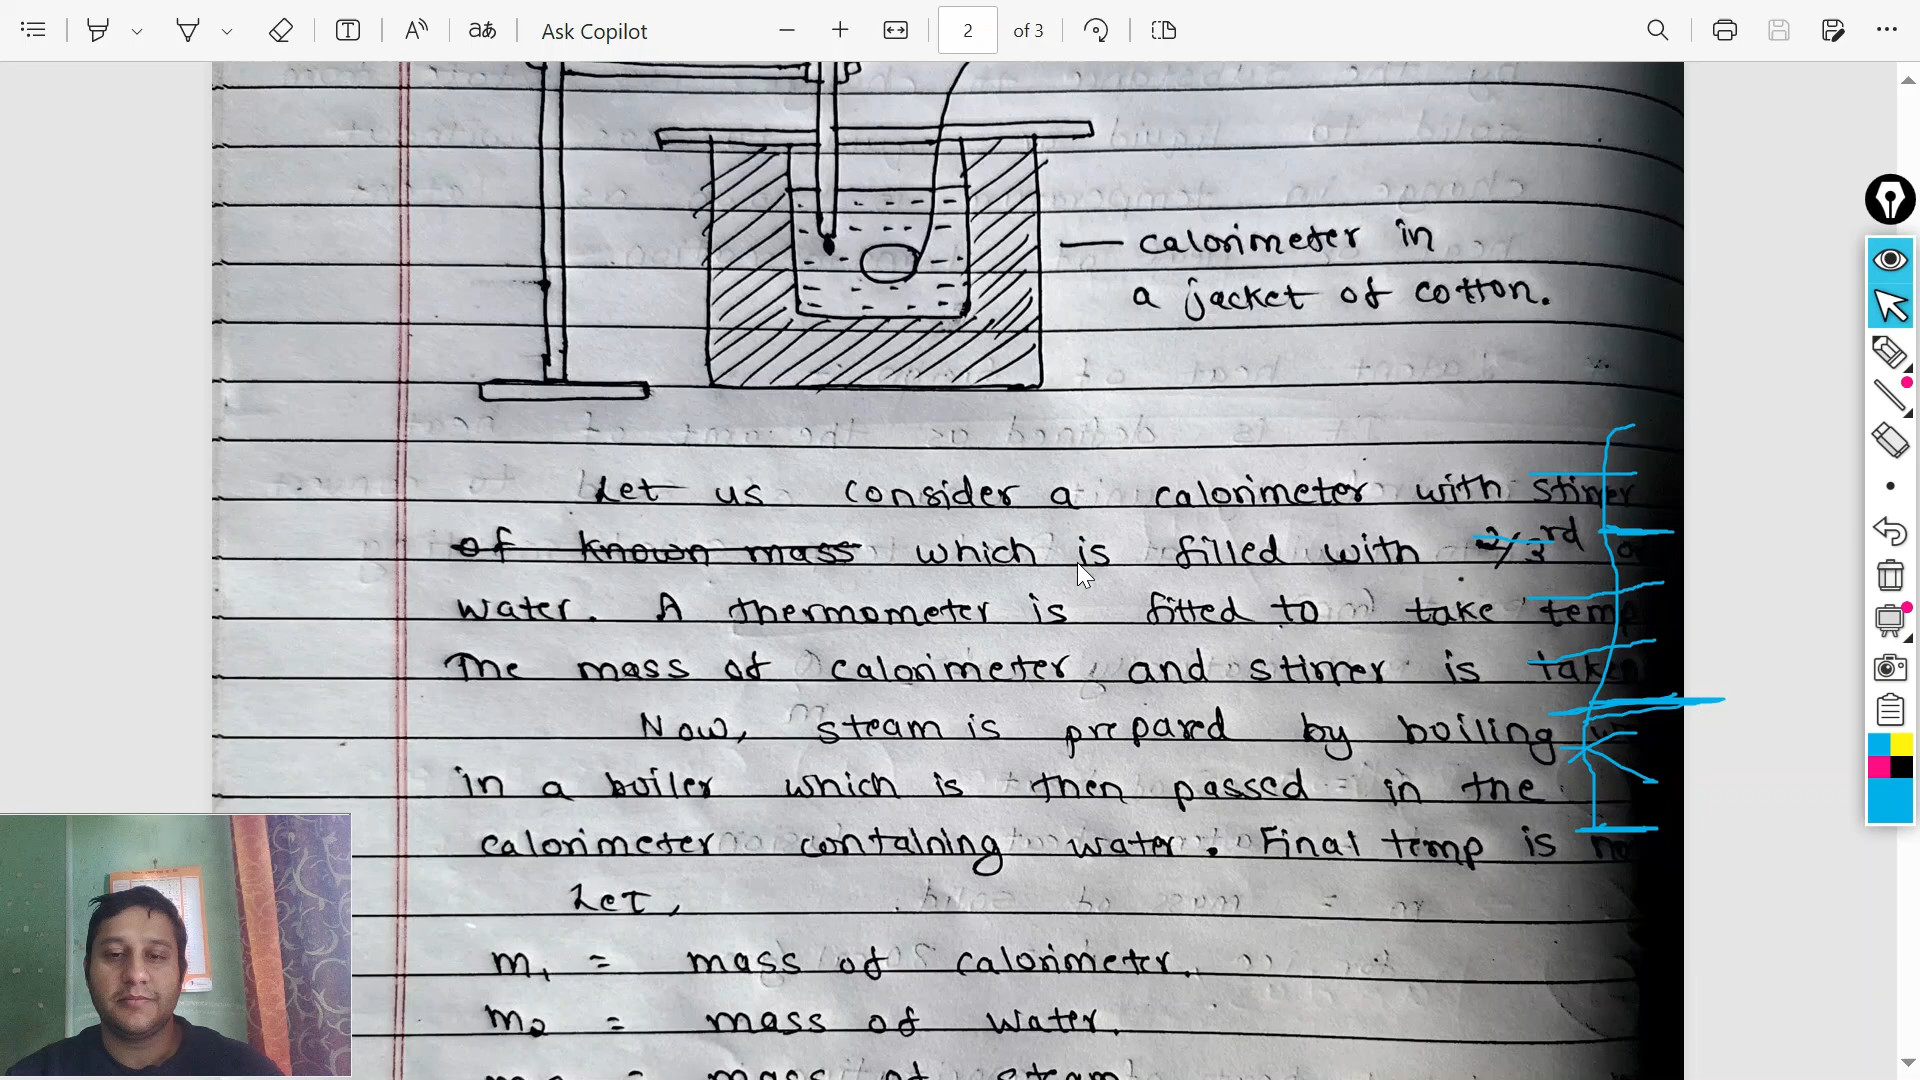 Ask Copilot
2
of 3
calorimeter in
a jacket of cotton.
Let us consider a calorimeter with stirrer
of known mass which is filled with 2/3rd
water. A thermometer is fitted to take temp
The mass of calorimeter and stirrer is taken
Now, steam is prepared by boiling
in a boiler which is then passed in the
calorimeter containing water. Final temp is
Let,
m₁ = mass of calorimeter.
m₂ = mass of water.
= mass of steam